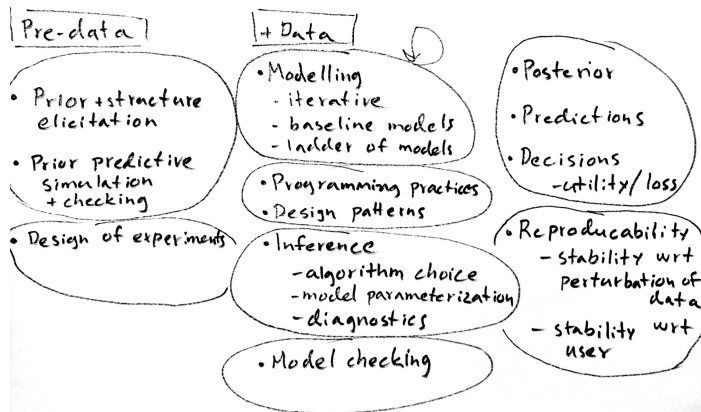 Pre-data
• Prior + structure
elicitation
• Prior predictive
simulation
+ checking
• Design of experiments
+ Data
• Modelling
- iterative
- baseline models
- ladder of models
• Programming practices
• Design patterns
• Inference
- algorithm choice
- model parameterization
- diagnostics
• Model checking
• Posterior
• Predictions
• Decisions
- utility/loss
• Reproducability
- stability wrt
perturbation of
data
- stability wrt
user